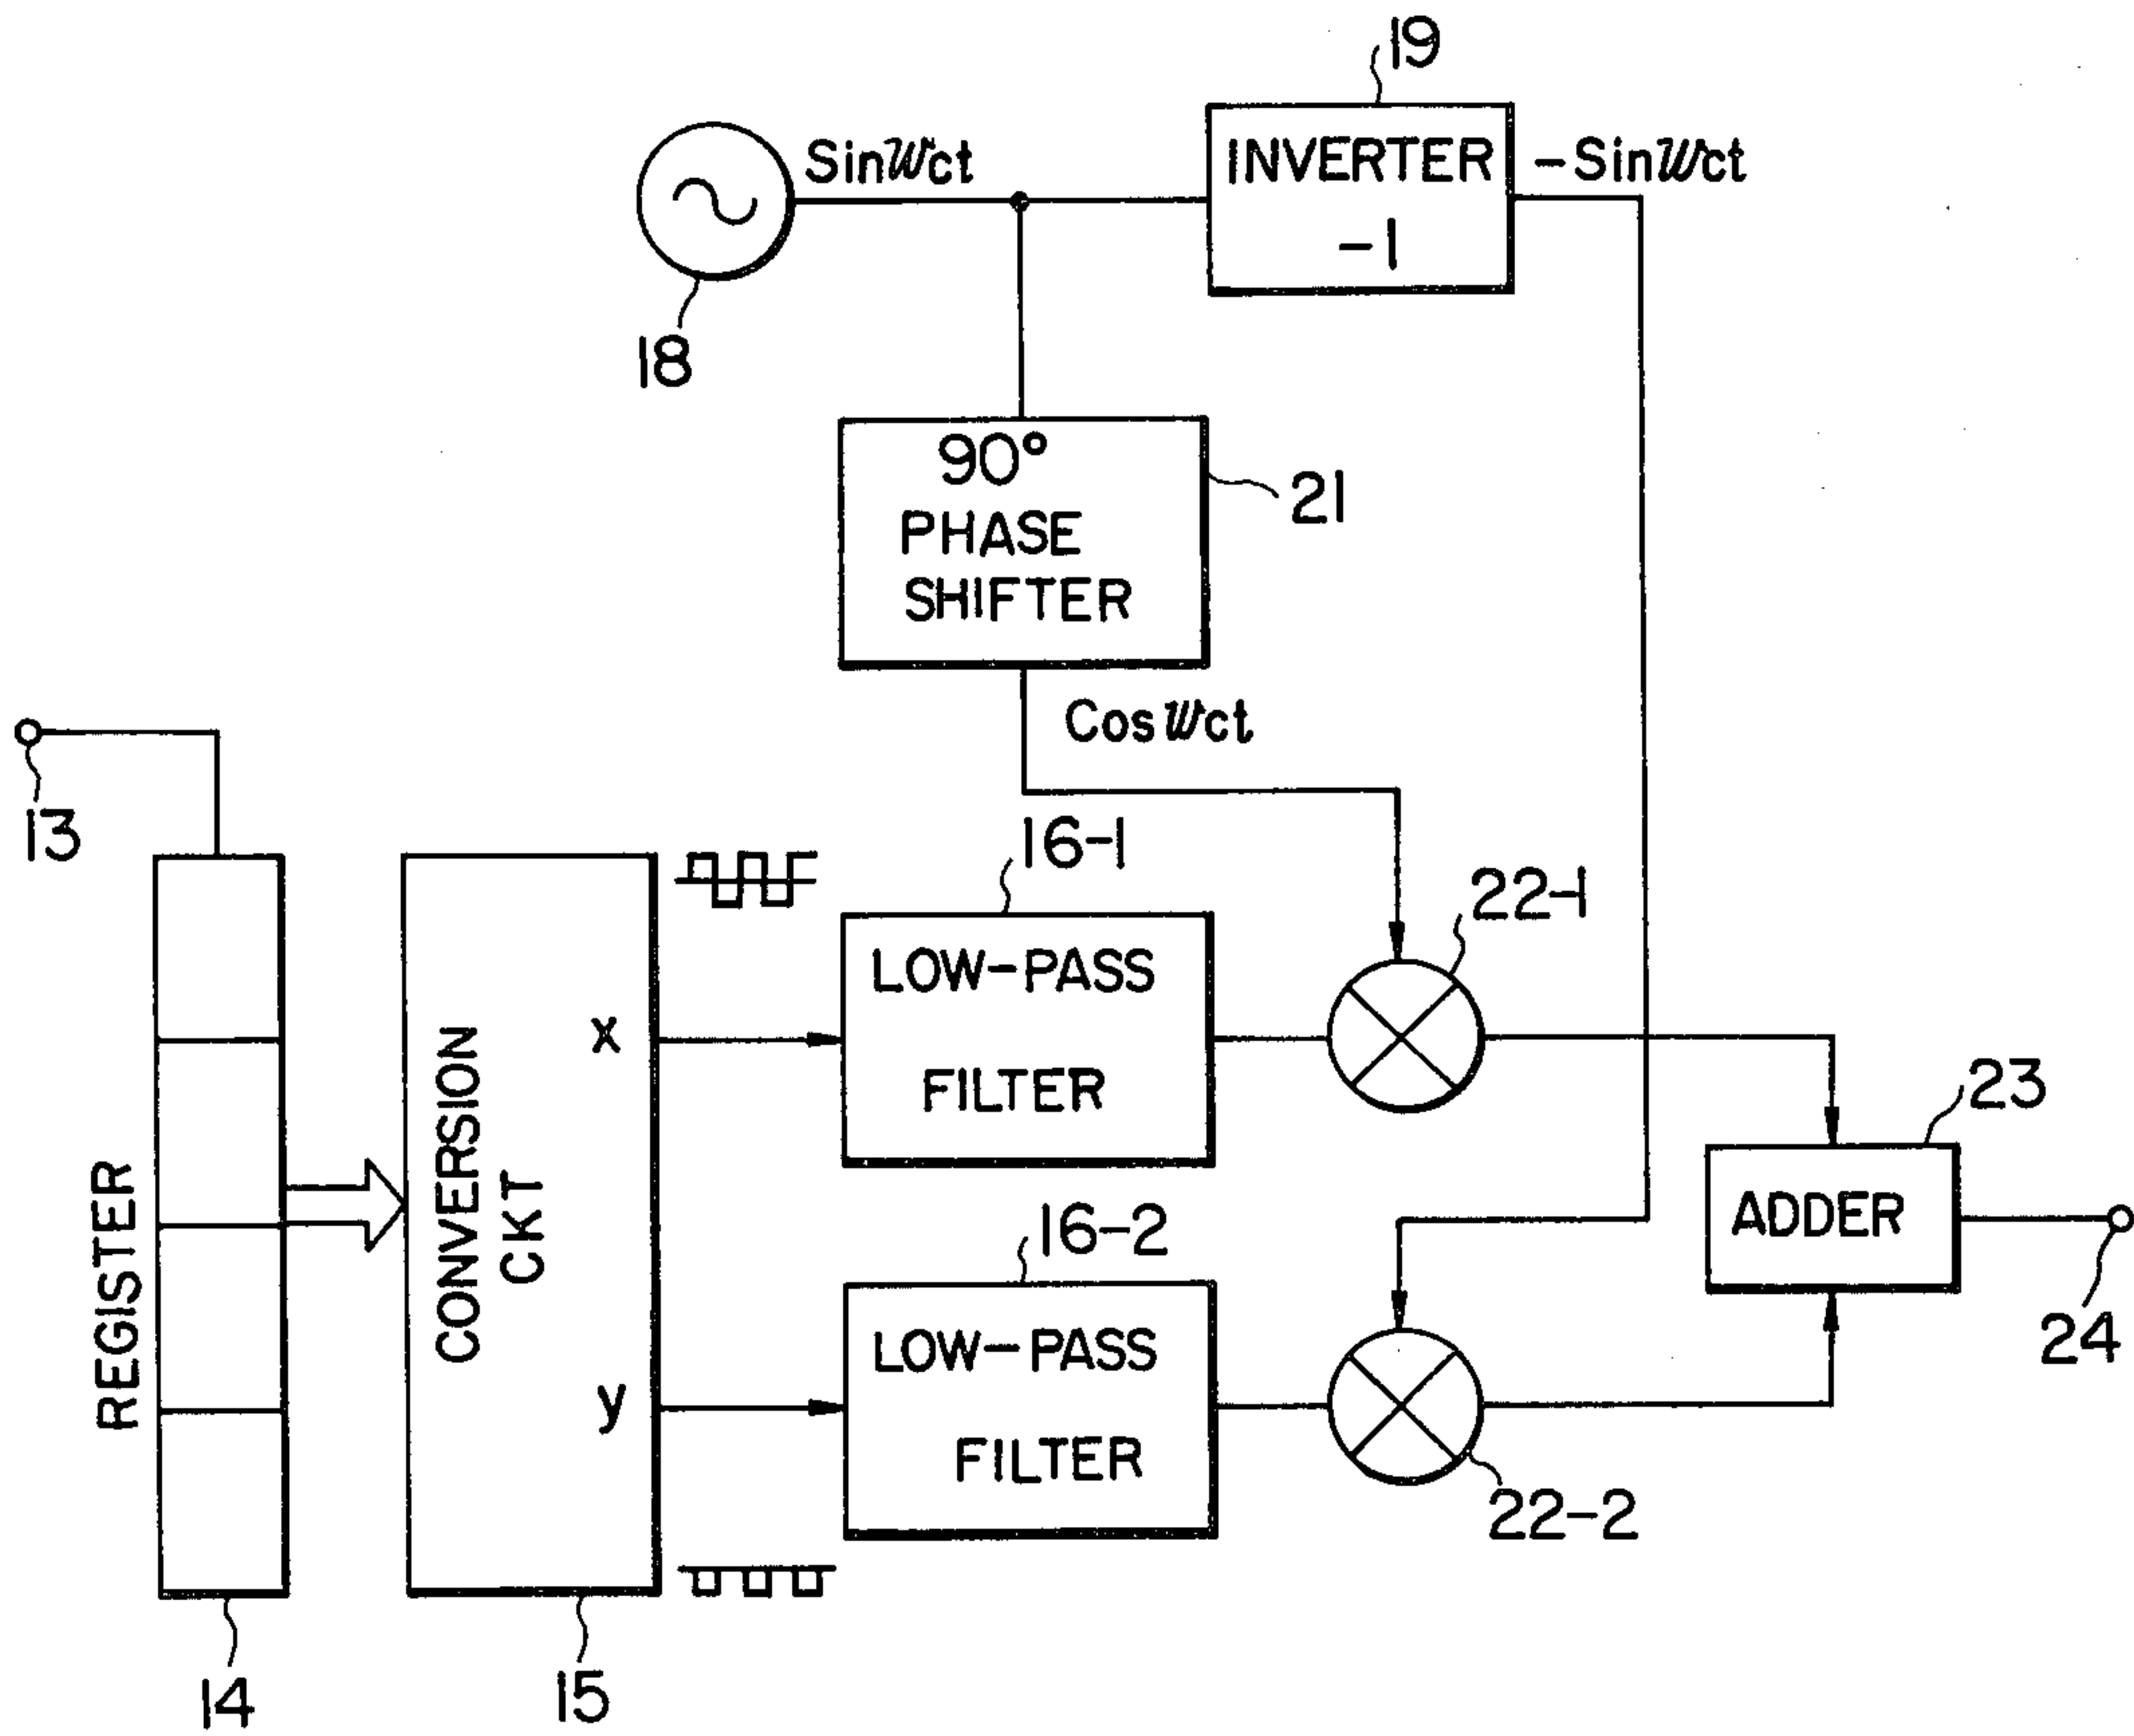 19
SinWct
INVERTER
-1
-SinWct
18
90°
PHASE
SHIFTER
21
CosWct
13
16-1
22-1
LOW-PASS
FILTER
x
CONVERSION
CKT
REGISTER
23
ADDER
16-2
24
LOW-PASS
FILTER
y
22-2
14
15